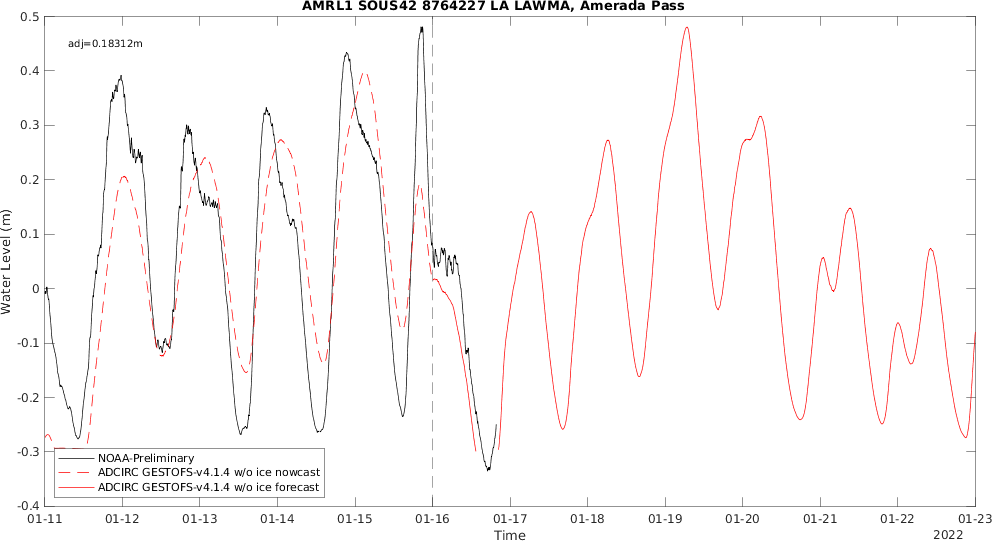 AMRL1 SOUS42 8764227 LA LAWMA, Amerada Pass
adj=0.18312m
0.5
0.4
0.3
0.2
0.1
0
-0.1
-0.2
-0.3
-0.4
Water Level (m)
NOAA-Preliminary
ADCIRC GESTOFS-v4.1.4 w/o ice nowcast
ADCIRC GESTOFS-v4.1.4 w/o ice forecast
01-11 01-12 01-13 01-14 01-15 01-16 01-17 01-18 01-19 01-20 01-21 01-22 01-23
Time
2022